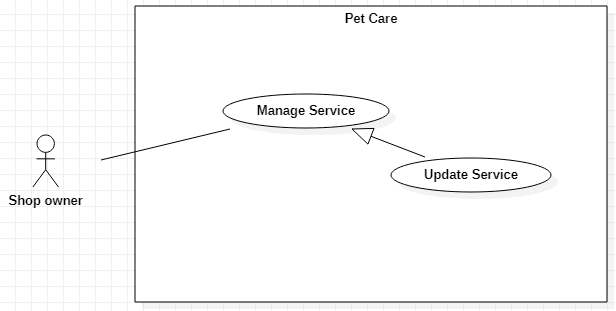 Pet Care
Manage Service
Update Service
Shop owner